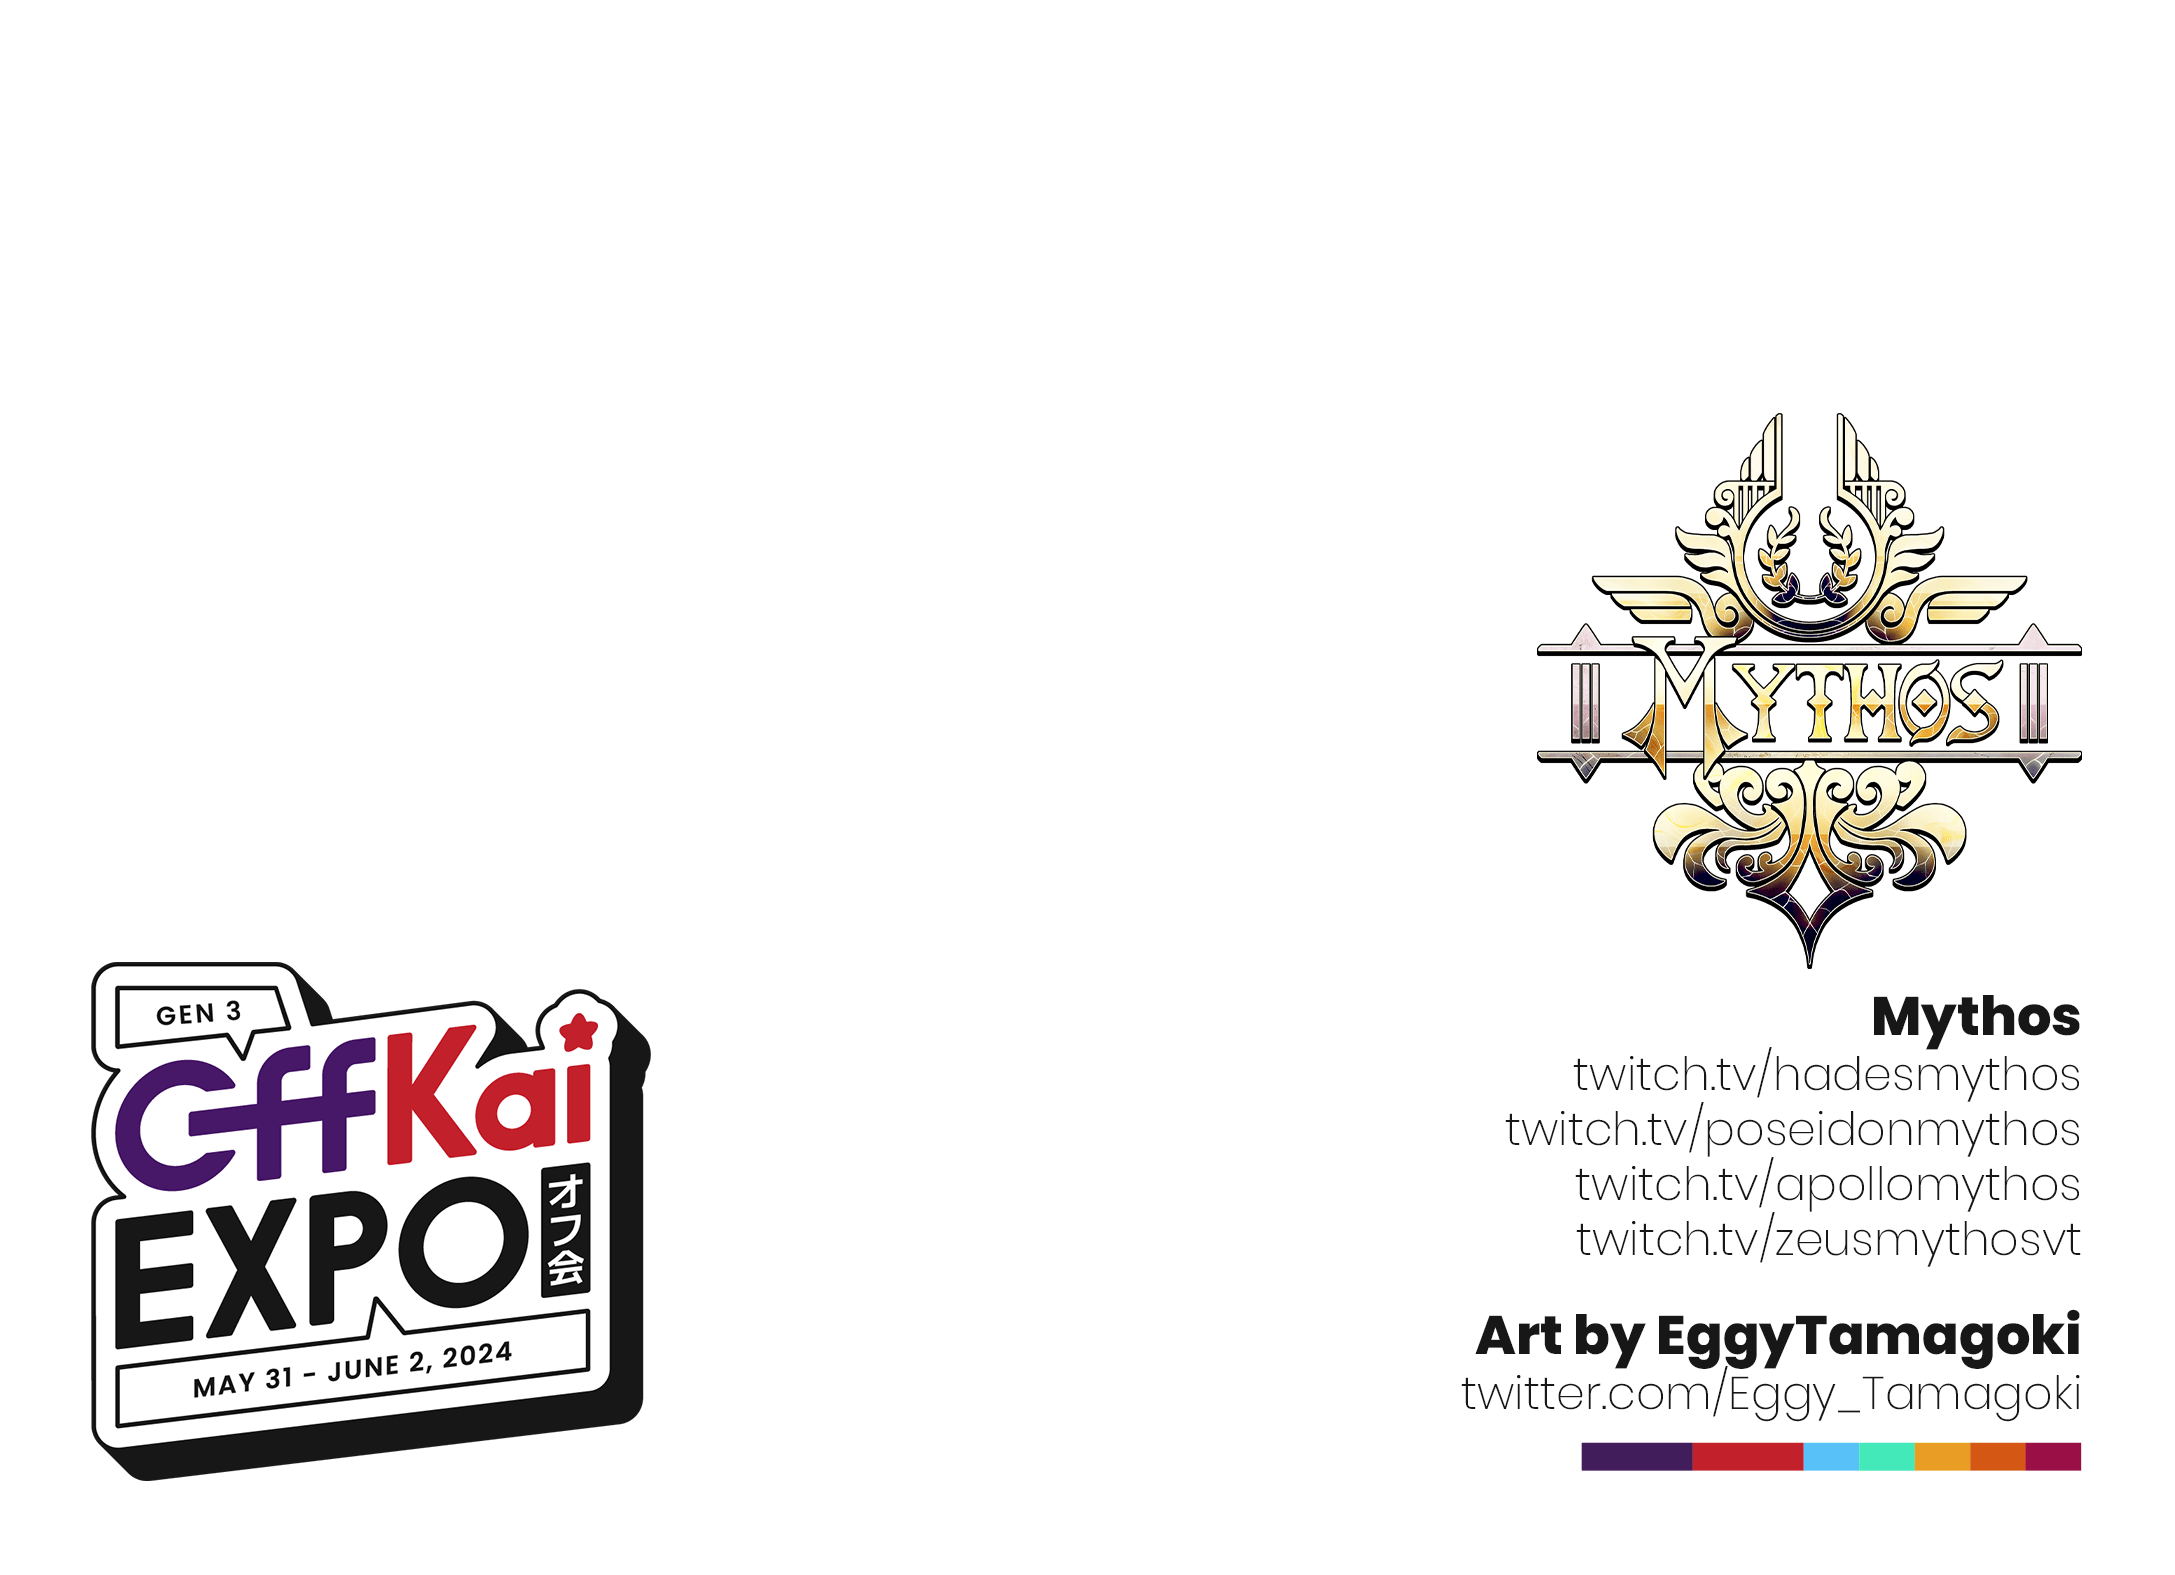 GEN 3
OffKai
EXPO
オフ会
MAY 31 - JUNE 2, 2024
MYTHOS
Mythos
twitch.tv/hadesmythos
twitch.tv/poseidonmythos
twitch.tv/apollomythos
twitch.tv/zeusmythosvt
Art by EggyTamagoki
twitter.com/Eggy_Tamagoki